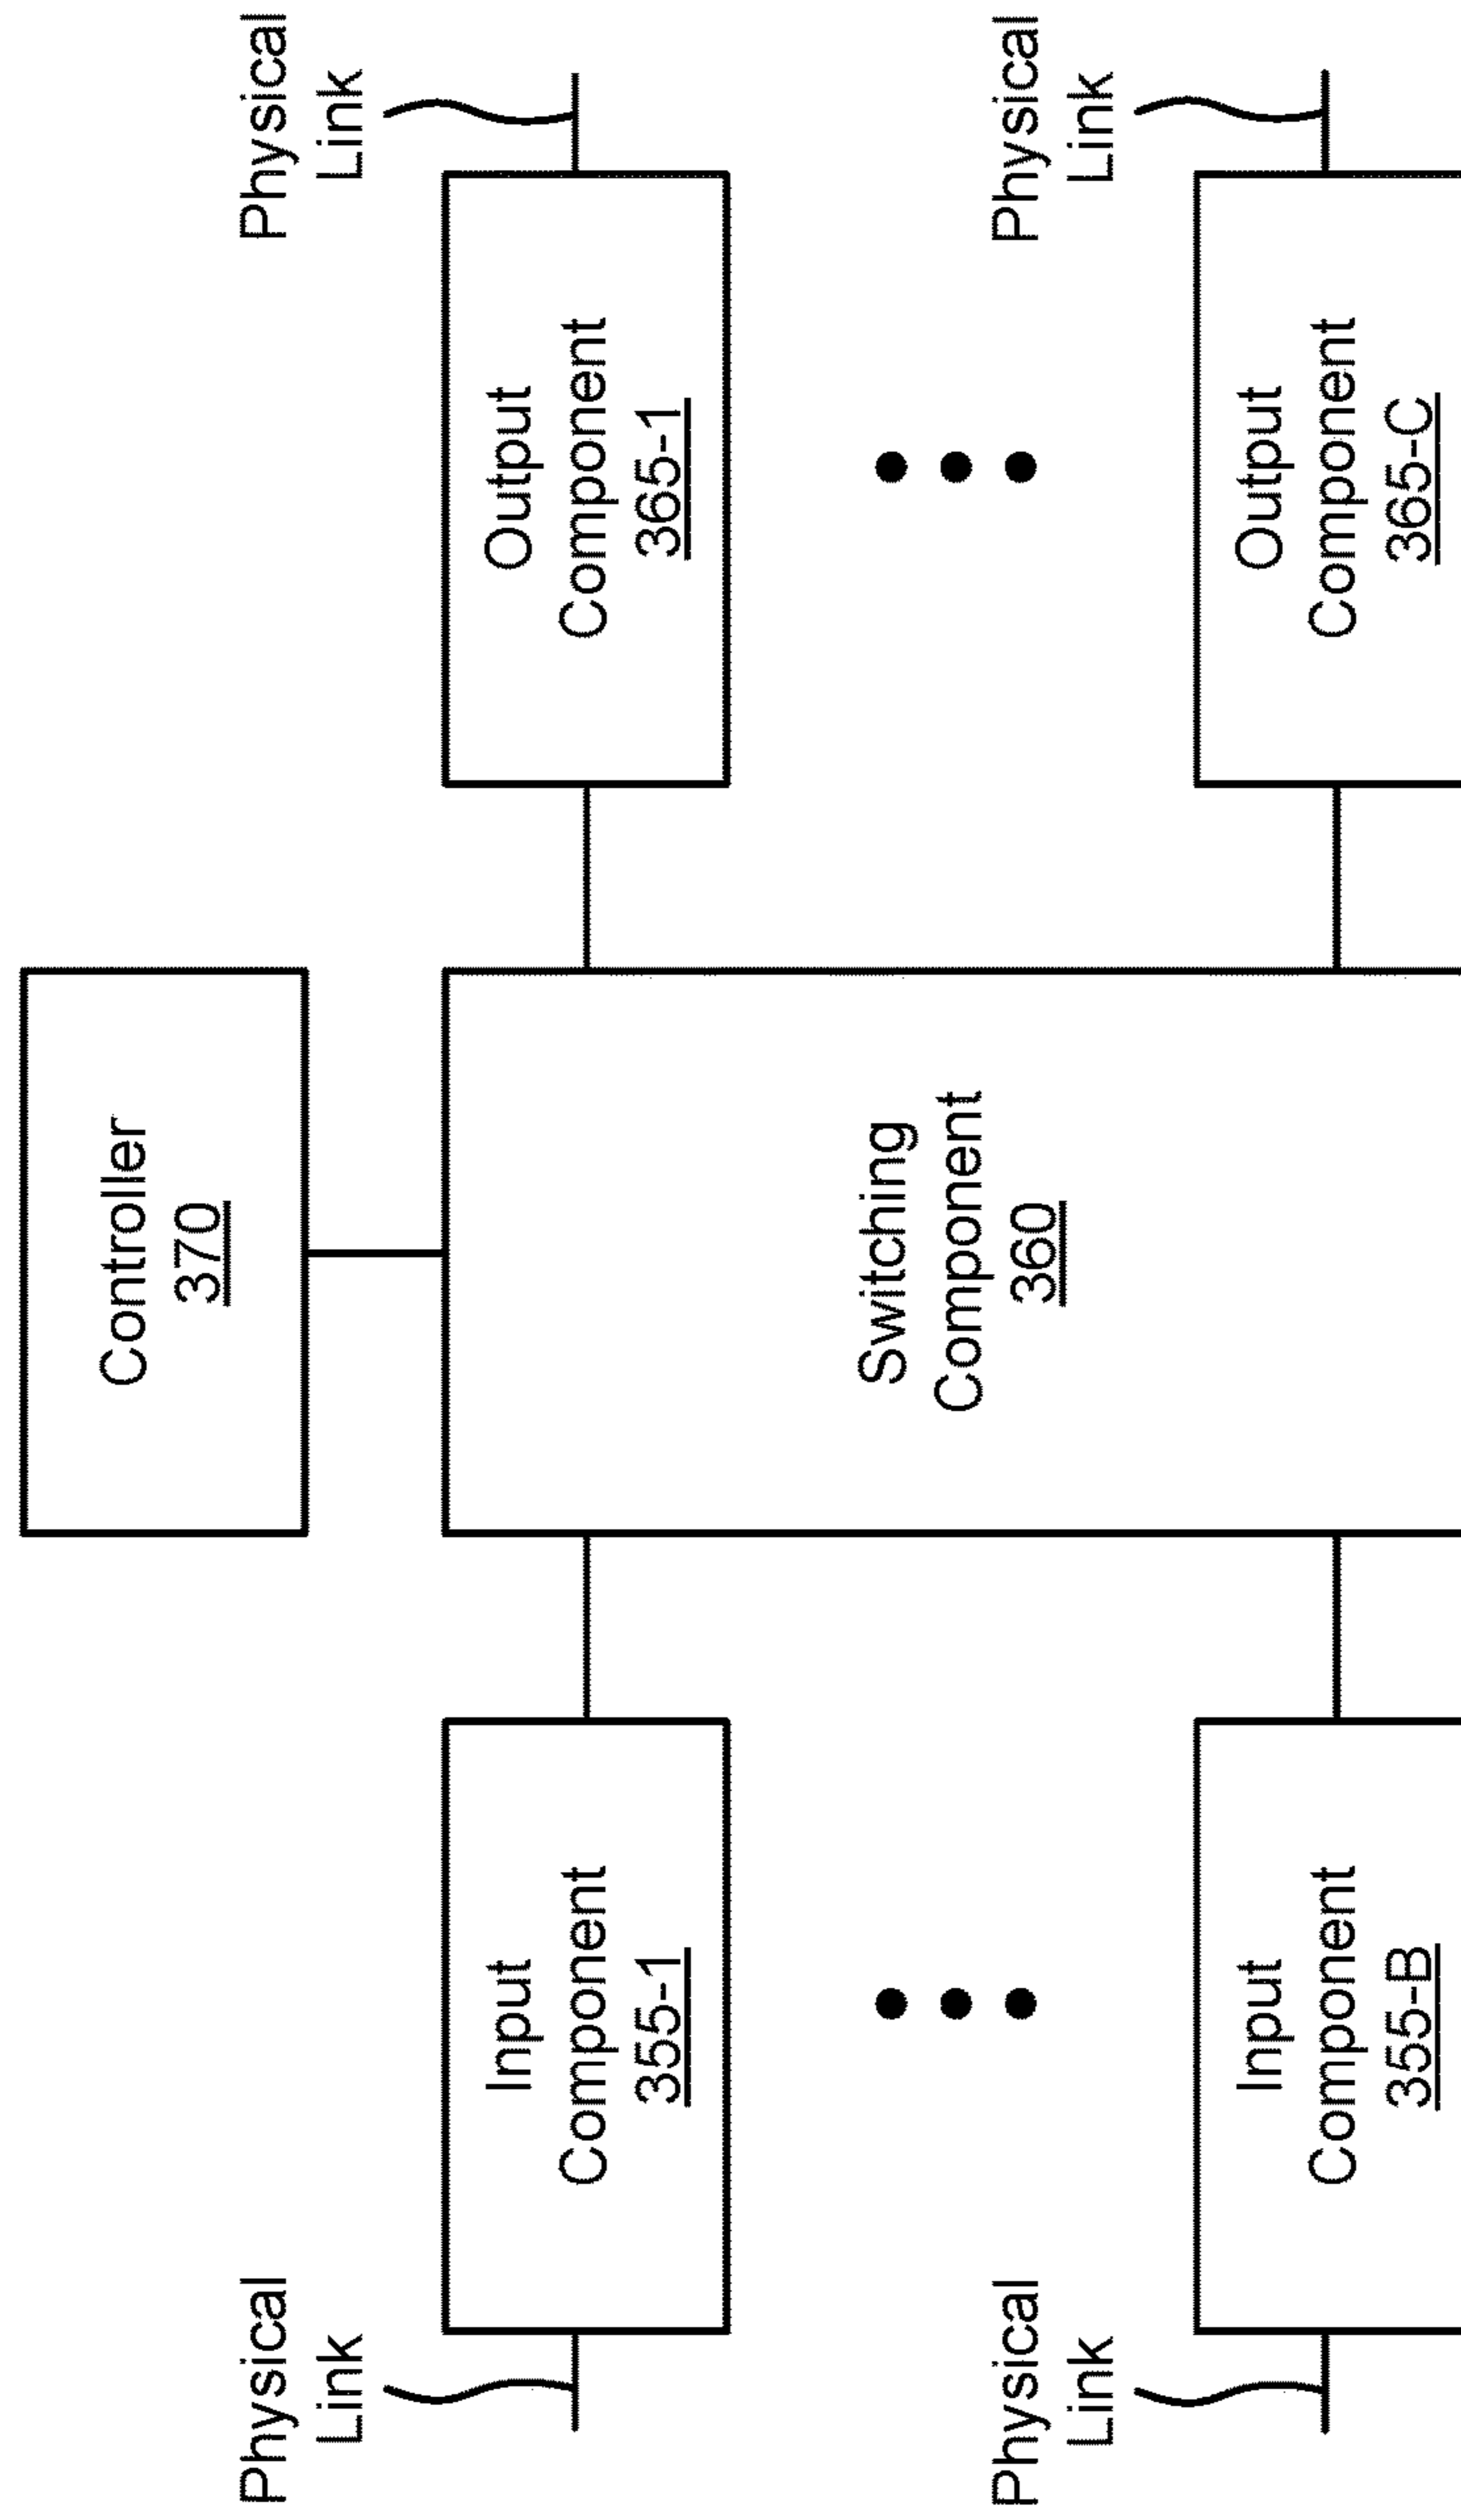 Controller
370
Physical
Link
Physical
Link
Input
Component
355-1
Output
Component
365-1
Switching
Component
360
Physical
Link
Physical
Link
Input
Component
355-B
Output
Component
365-C